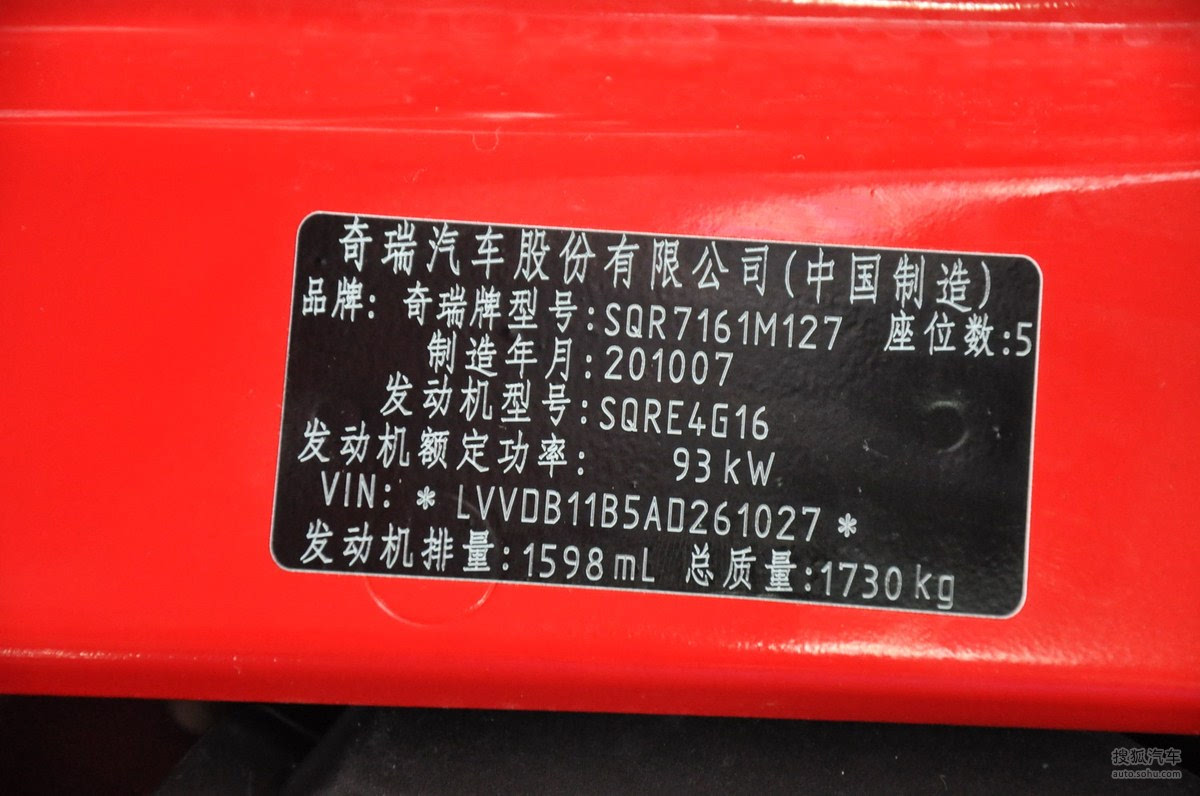 奇瑞汽车股份有限公司(中国制造)
品牌: 奇瑞牌型号:SQR7161M127 座位数:5
制造年月:201007
发动机型号:SQRE4G16
发动机额定功率: 93kW
VIN: * LVVDB11B5AD261027 *
发动机排量:1598mL 总质量:1730kg
搜狐汽车
auto.sohu.com